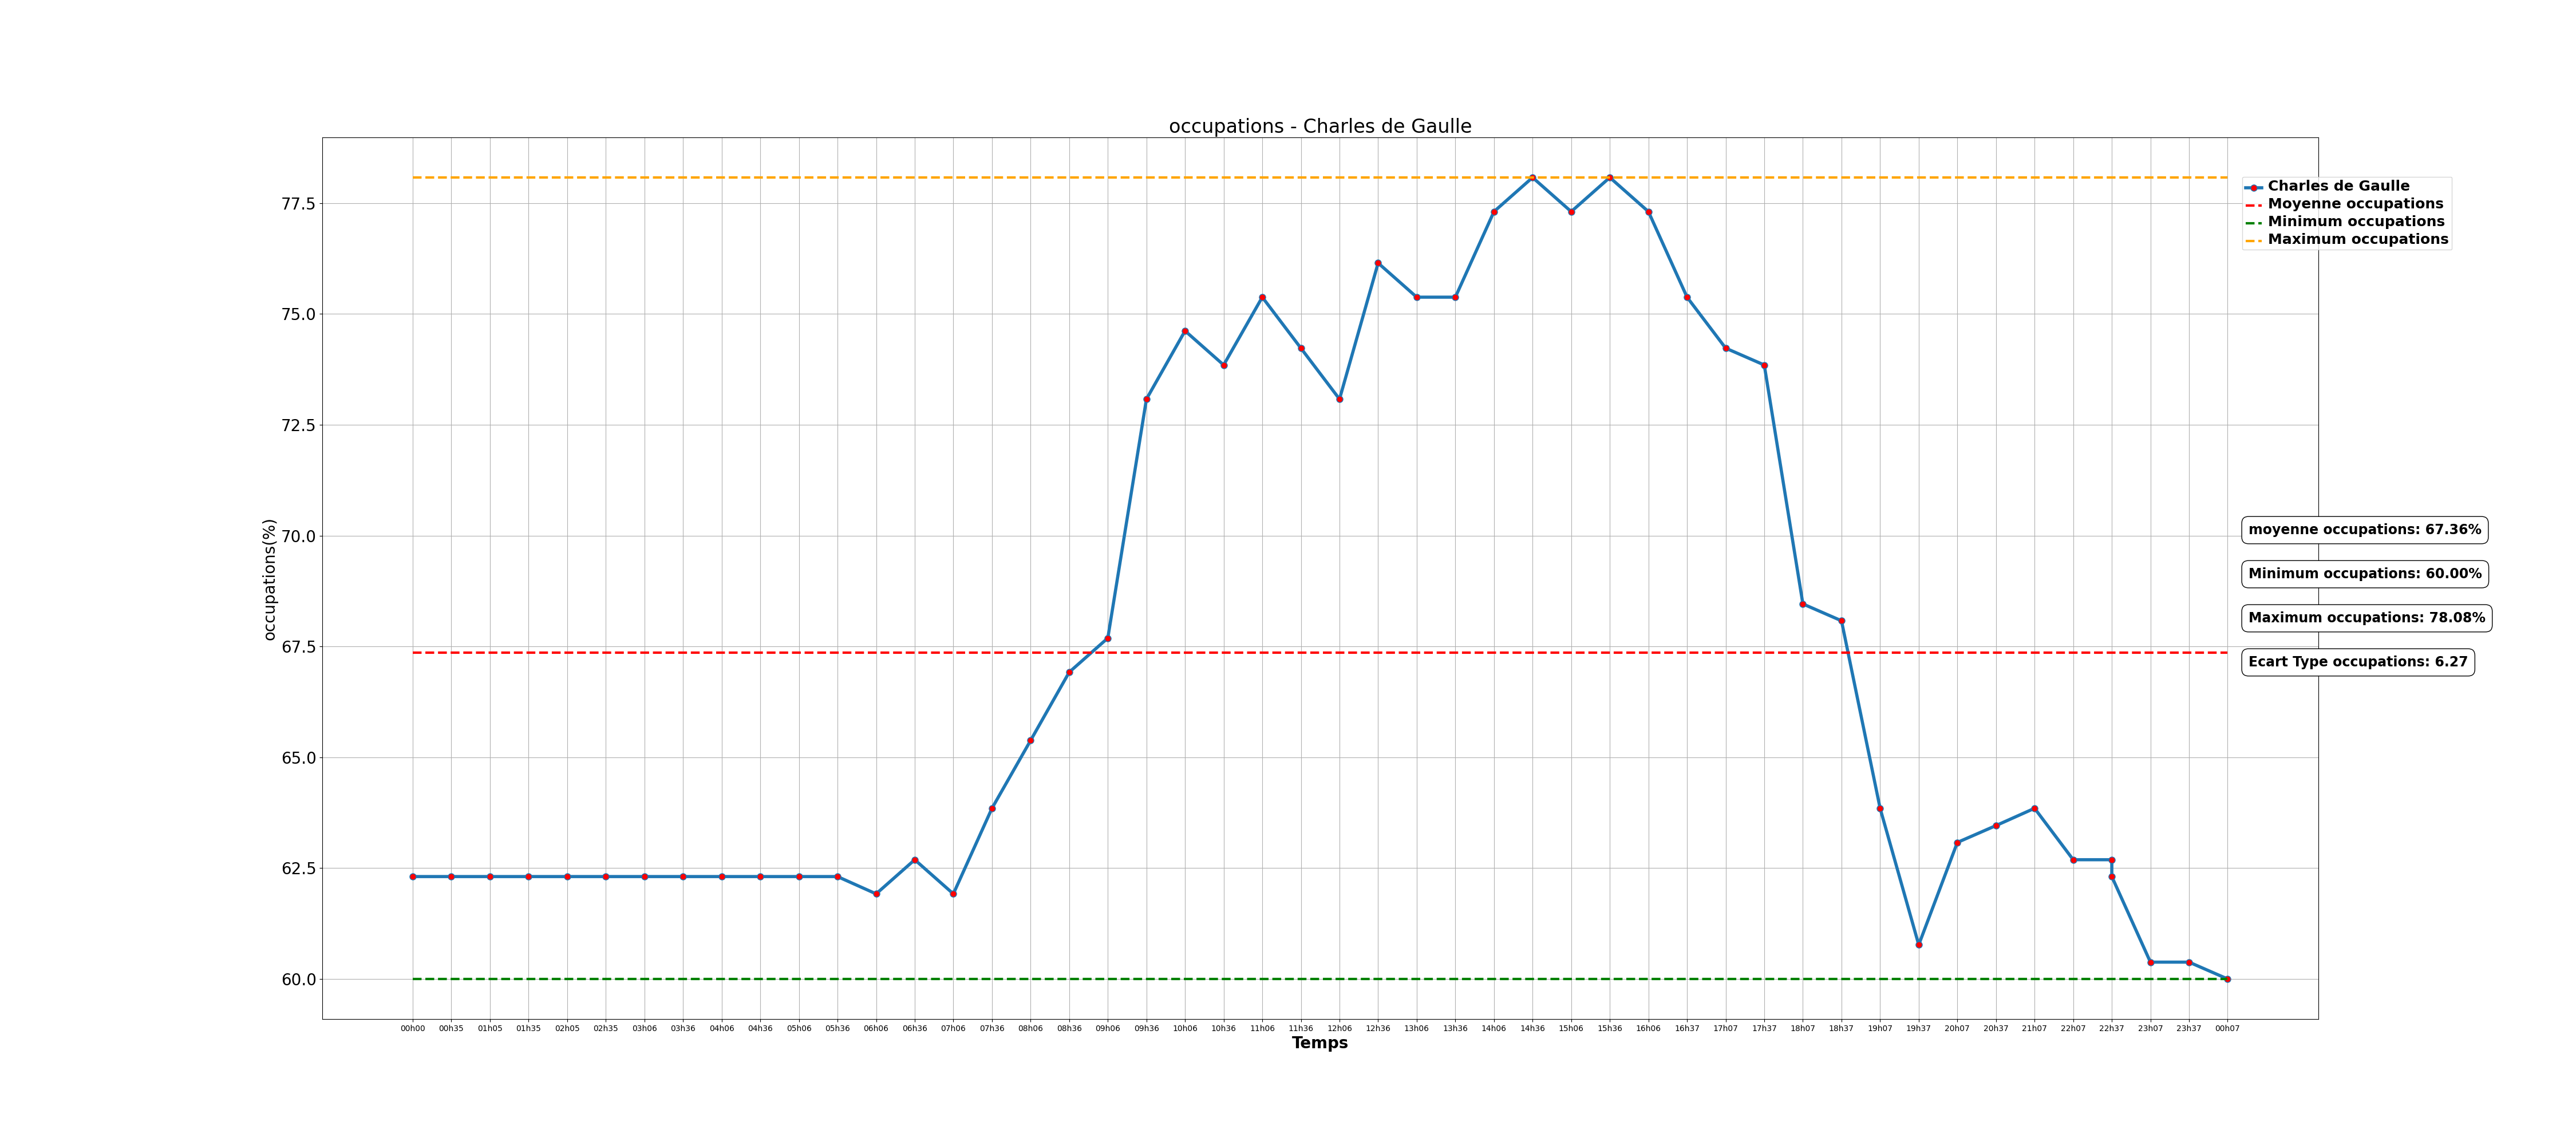 occupations - Charles de Gaulle
77.5
75.0
72.5
70.0
67.5
65.0
62.5
60.0
occupations(%)
Charles de Gaulle
Moyenne occupations
Minimum occupations
Maximum occupations
moyenne occupations: 67.36%
Minimum occupations: 60.00%
Maximum occupations: 78.08%
Ecart Type occupations: 6.27
00h00 00h35 01h05 01h35 02h05 02h35 03h06 03h36 04h06 04h36 05h06 05h36 06h06 06h36 07h06 07h36 08h06 08h36 09h06 09h36 10h06 10h36 11h06 11h36 12h06 12h36 13h06 13h36 14h06 14h36 15h06 15h36 16h06 16h37 17h07 17h37 18h07 18h37 19h07 19h37 20h07 20h37 21h07 22h07 22h37 23h07 23h37 00h07
Temps